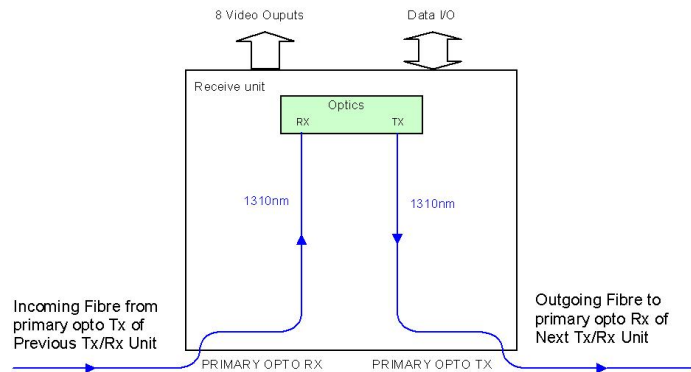 8 Video Ouputs
Data I/O
Receive unit
Optics
RX
TX
1310nm
1310nm
Incoming Fibre from
primary opto Tx of
Previous Tx/Rx Unit
Outgoing Fibre to
primary opto Rx of
Next Tx/Rx Unit
PRIMARY OPTO RX
PRIMARY OPTO TX